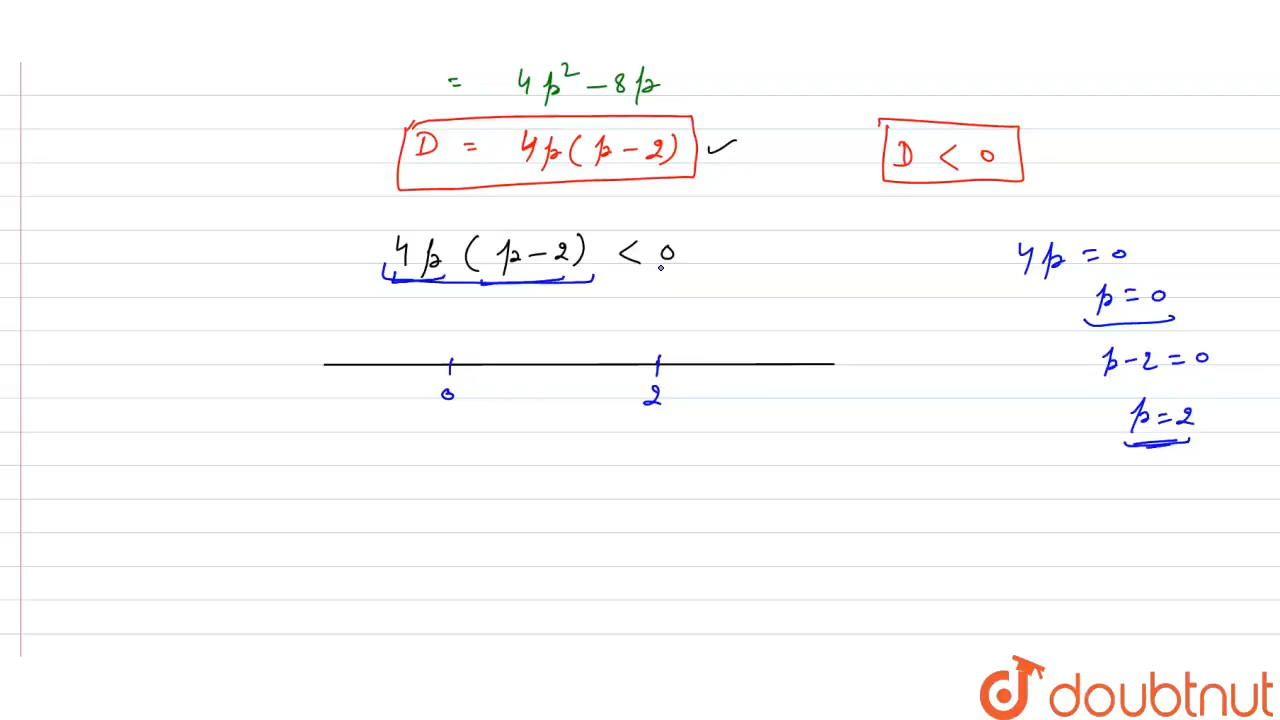 = 4p² - 8p
D = 4p(p-2) ✓
D < 0
4p (p-2) < 0
0 2
4p = 0
p = 0
p-2 = 0
p = 2
doubtnut